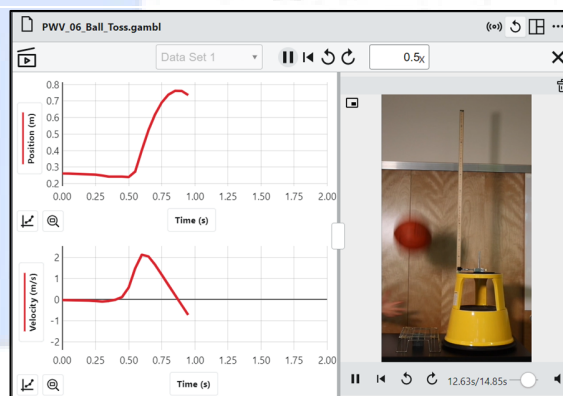 PWV_06_Ball_Toss.gambl
Data Set 1
0.5x
0.8
0.7
0.6
0.5
0.4
0.3
0.2
Position (m)
0.00 0.25 0.50 0.75 1.00 1.25 1.50 1.75 2.00
Time (s)
2
1
0
-1
-2
Velocity (m/s)
0.00 0.25 0.50 0.75 1.00 1.25 1.50 1.75 2.00
Time (s)
12.63s/14.85s